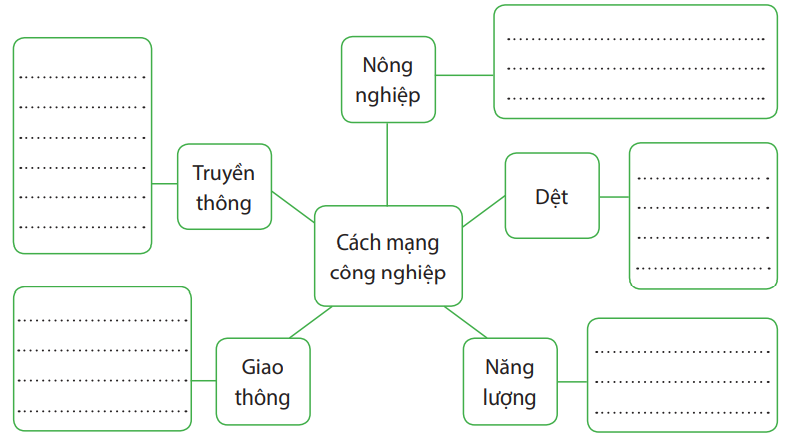 Nông
nghiệp
Truyền
thông
Dệt
Cách mạng
công nghiệp
Giao
thông
Năng
lượng